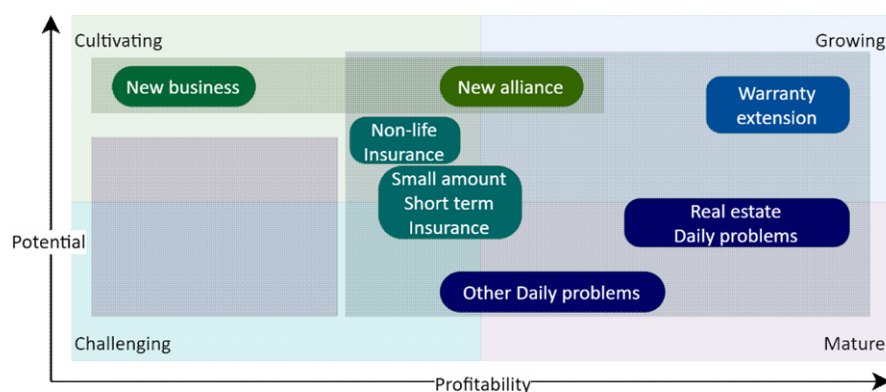 Cultivating
Growing
New business
New alliance
Warranty
extension
Non-life
Insurance
Small amount
Short term
Insurance
Real estate
Daily problems
Potential
Other Daily problems
Challenging
Mature
Profitability